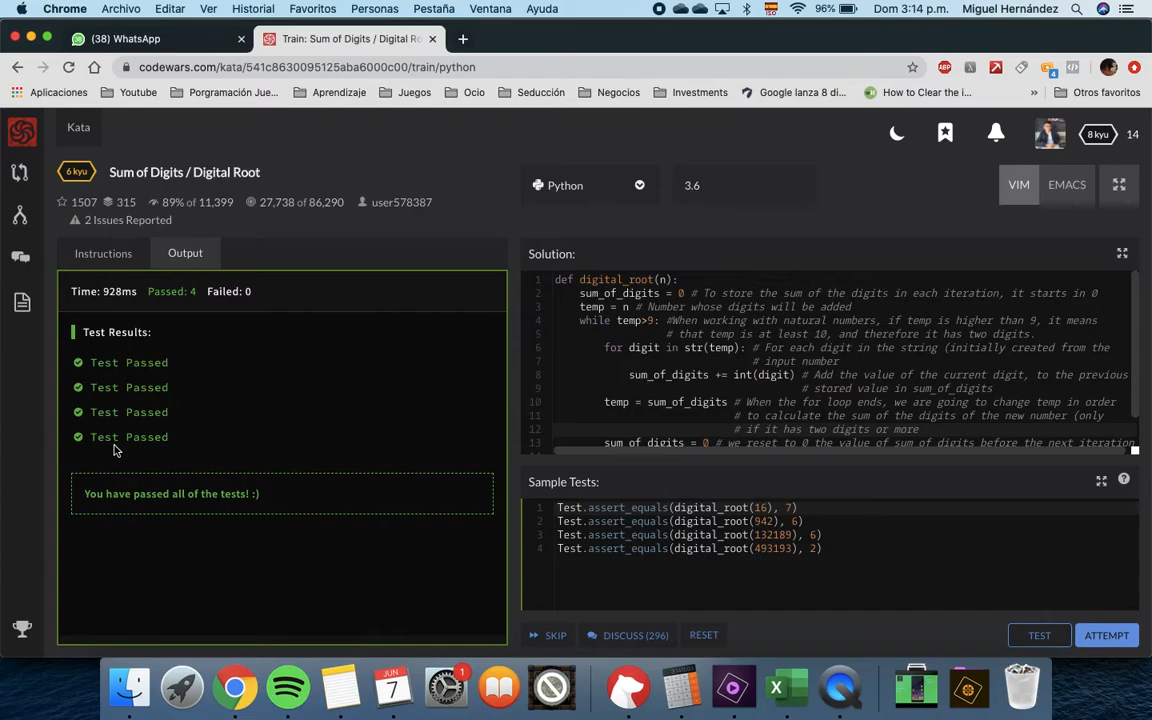 Chrome Archivo Editar Ver Historial Favoritos Personas Pestaña Ventana Ayuda 96% Dom 3:14 p.m. Miguel Hernández
(38) WhatsApp Train: Sum of Digits / Digital Ro
codewars.com/kata/541c8630095125aba6000c00/train/python
Aplicaciones Youtube Porgramación Jue... Aprendizaje Juegos Ocio Seducción Negocios Investments Google lanza 8 di... How to Clear the i... » Otros favoritos
Kata
8 kyu 14
6 kyu Sum of Digits / Digital Root
Python 3.6 VIM EMACS
1507 315 89% of 11,399 27,738 of 86,290 user578387
2 Issues Reported
Instructions Output
Solution:
Time: 928ms Passed: 4 Failed: 0
Test Results:
Test Passed
Test Passed
Test Passed
Test Passed
You have passed all of the tests! :)
1 def digital_root(n):
2 sum_of_digits = 0 # To store the sum of the digits in each iteration, it starts in 0
3 temp = n # Number whose digits will be added
4 while temp>9: #When working with natural numbers, if temp is higher than 9, it means
5 # that temp is at least 10, and therefore it has two digits.
6 for digit in str(temp): # For each digit in the string (initially created from the
7 # input number
8 sum_of_digits += int(digit) # Add the value of the current digit, to the previous
9 # stored value in sum_of_digits
10 temp = sum_of_digits # When the for loop ends, we are going to change temp in order
11 # to calculate the sum of the digits of the new number (only
12 # if it has two digits or more
13 sum_of_digits = 0 # we reset to 0 the value of sum of digits before the next iteration
Sample Tests:
1 Test.assert_equals(digital_root(16), 7)
2 Test.assert_equals(digital_root(942), 6)
3 Test.assert_equals(digital_root(132189), 6)
4 Test.assert_equals(digital_root(493193), 2)
SKIP DISCUSS (296) RESET TEST ATTEMPT
JUN
7
1